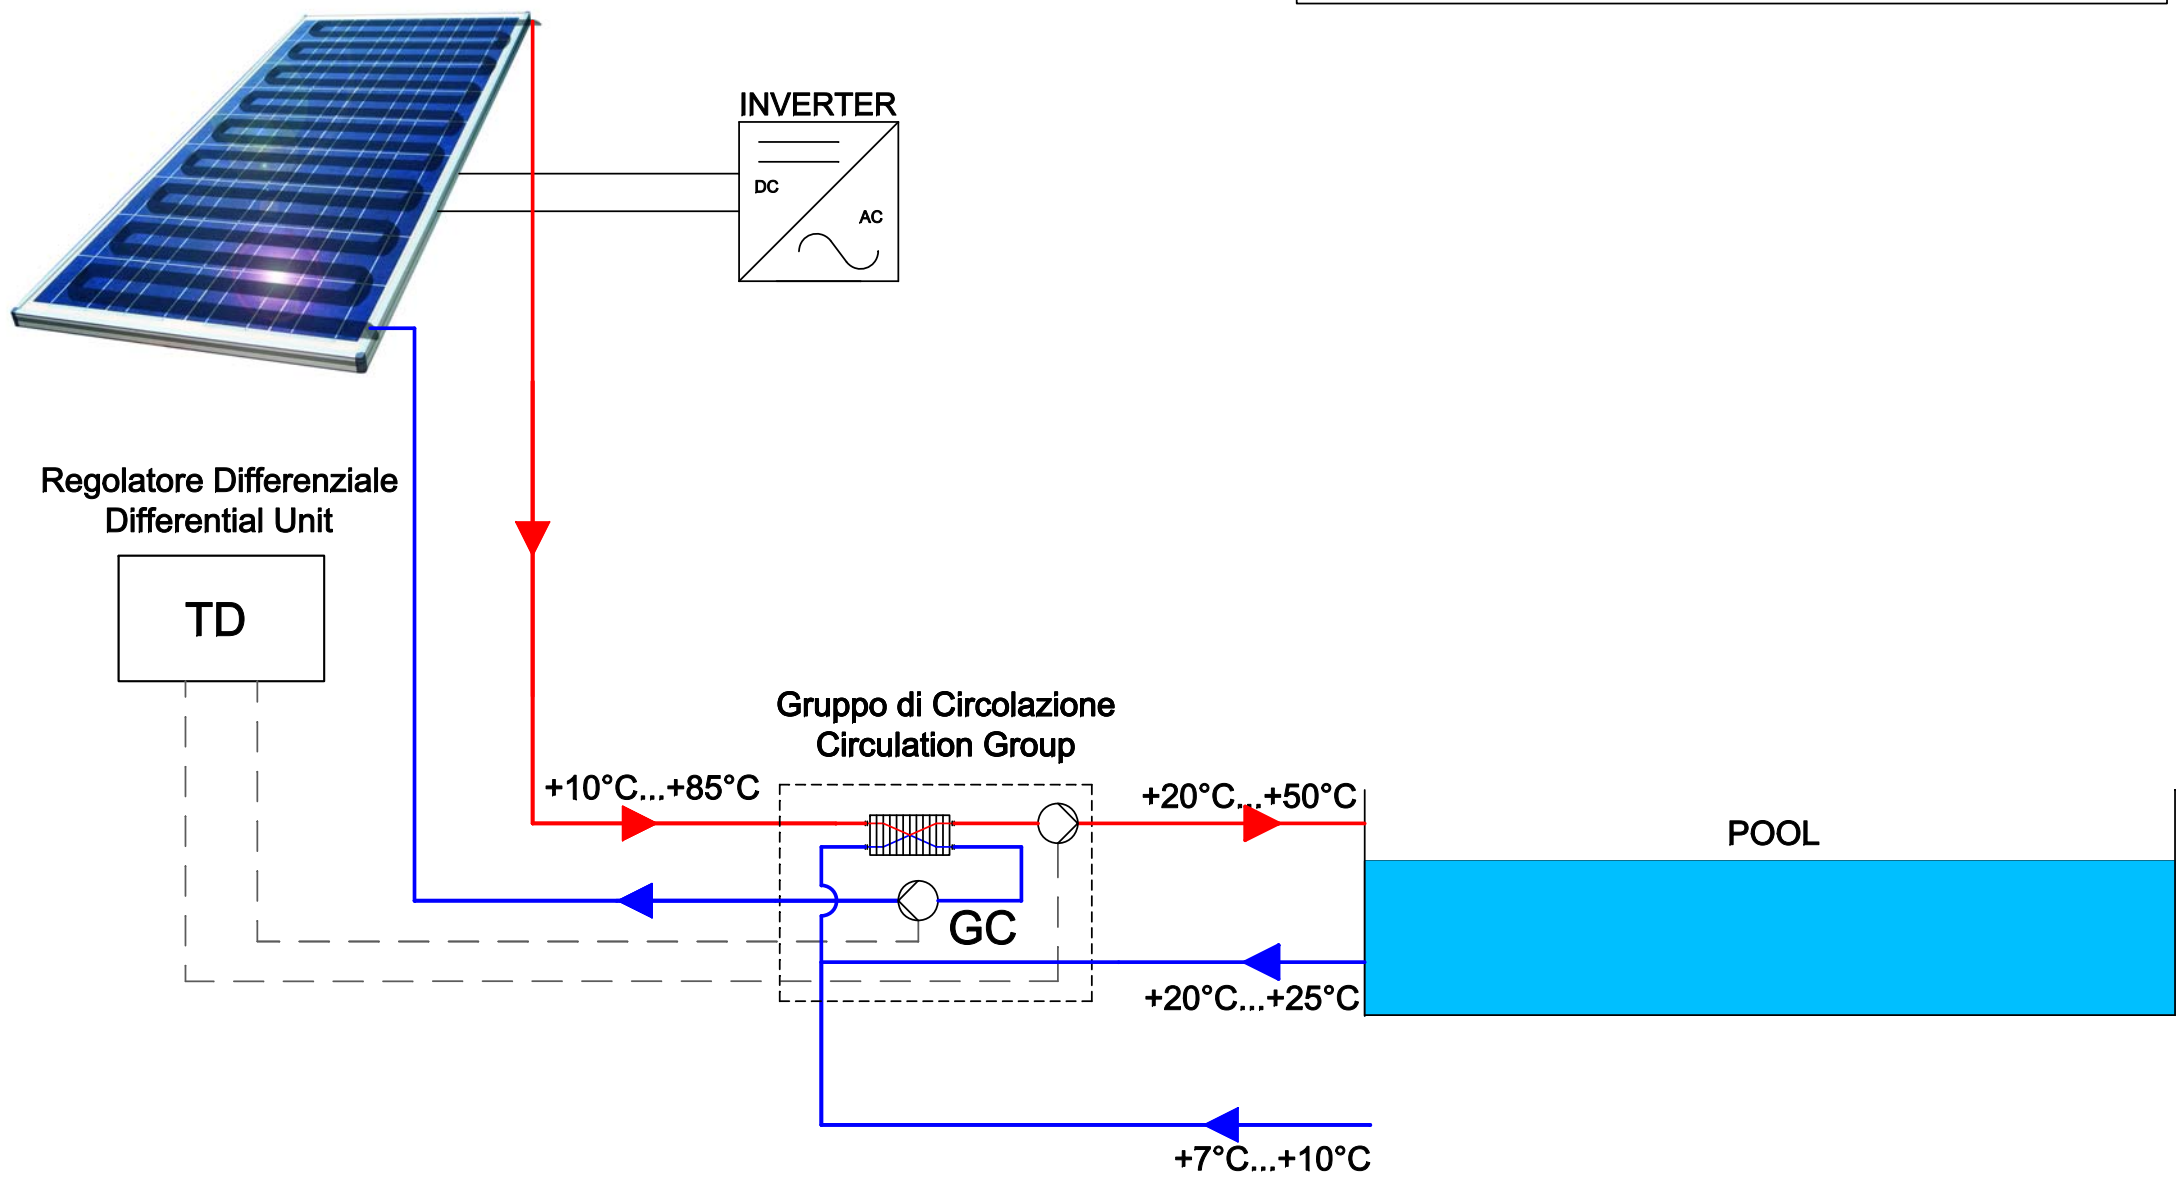 INVERTER
DC
AC
Regolatore Differenziale
Differential Unit
TD
Gruppo di Circolazione
Circulation Group
+10°C...+85°C
+20°C...+50°C
POOL
GC
+20°C...+25°C
+7°C...+10°C